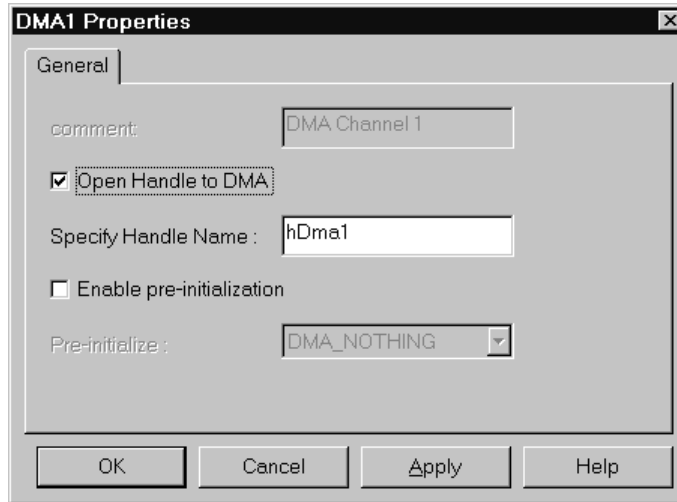 DMA1 Properties
General
comment:
DMA Channel 1
Open Handle to DMA
Specify Handle Name :
hDma1
Enable pre-initialization
Pre-initialize :
DMA_NOTHING
OK
Cancel
Apply
Help